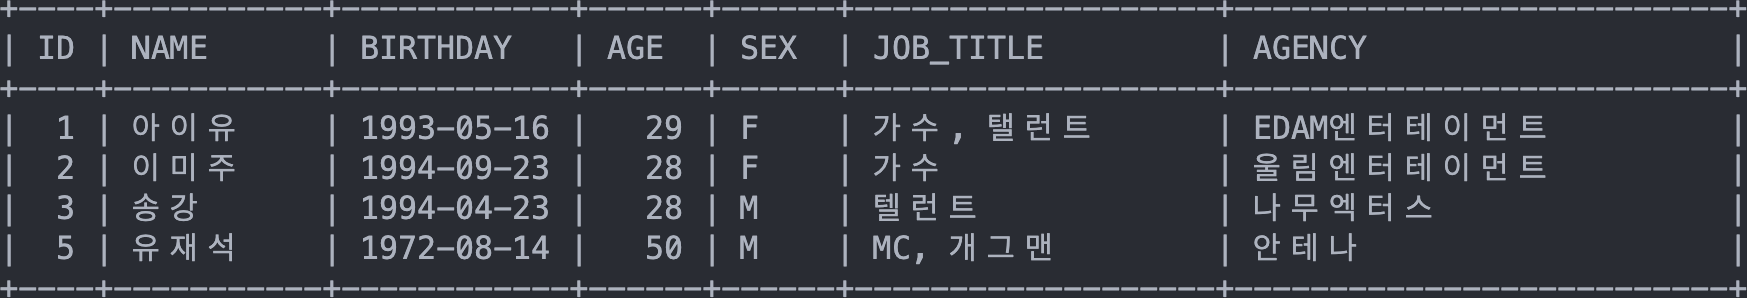 | ID | NAME | BIRTHDAY | AGE | SEX | JOB_TITLE | AGENCY |
| 1 | 아이유 | 1993-05-16 | 29 | F | 가수, 탤런트 | EDAM엔터테이먼트 |
| 2 | 이미주 | 1994-09-23 | 28 | F | 가수 | 울림엔터테이먼트 |
| 3 | 송강 | 1994-04-23 | 28 | M | 텔런트 | 나무엑터스 |
| 5 | 유재석 | 1972-08-14 | 50 | M | MC, 개그맨 | 안테나 |